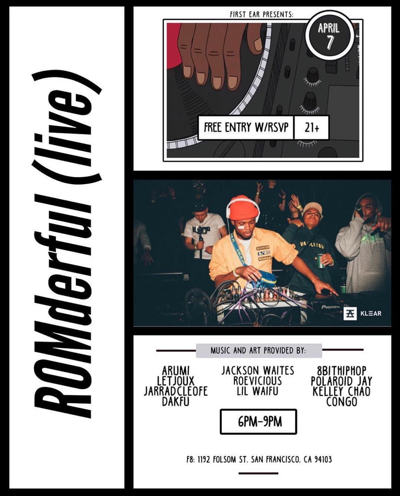 ROMderful (live)
FIRST EAR PRESENTS:
APRIL
7
FREE ENTRY W/RSVP
21+
KLEAR
MUSIC AND ART PROVIDED BY:
ARUMI
LETJOUX
JARRADCLEOFE
DAKFU
JACKSON WAITES
ROEVICIOUS
LIL WAIFU
8BITHIPHOP
POLAROID JAY
KELLEY CHAO
CONGO
6PM-9PM
F8: 1192 FOLSOM ST. SAN FRANCISCO, CA 94103